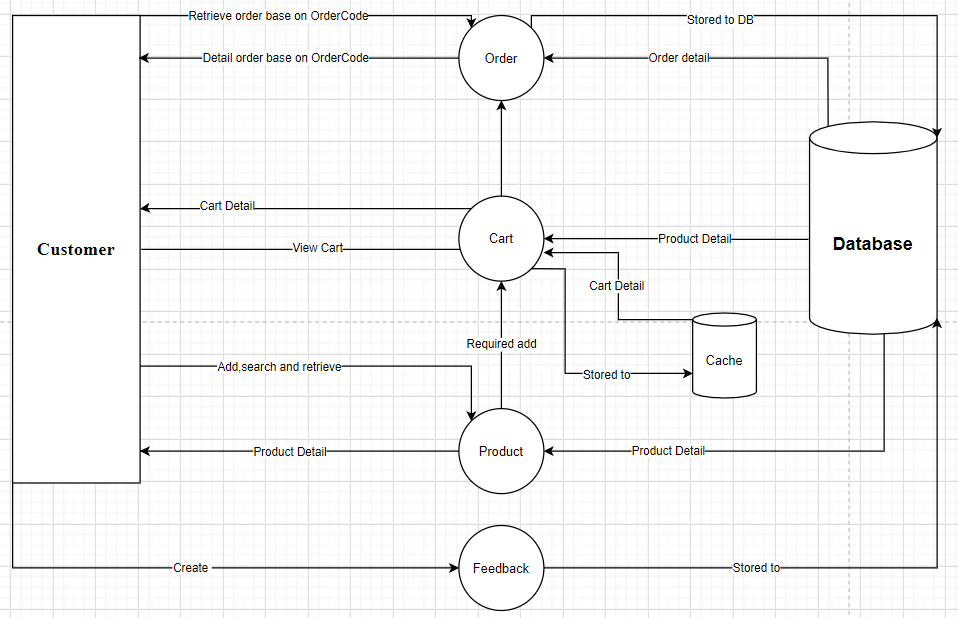 Retrieve order base on OrderCode
Stored to DB
Detail order base on OrderCode
Order
Order detail
Cart Detail
Customer
View Cart
Cart
Product Detail
Database
Cart Detail
Required add
Cache
Add,search and retrieve
Stored to
Product Detail
Product
Product Detail
Create
Feedback
Stored to